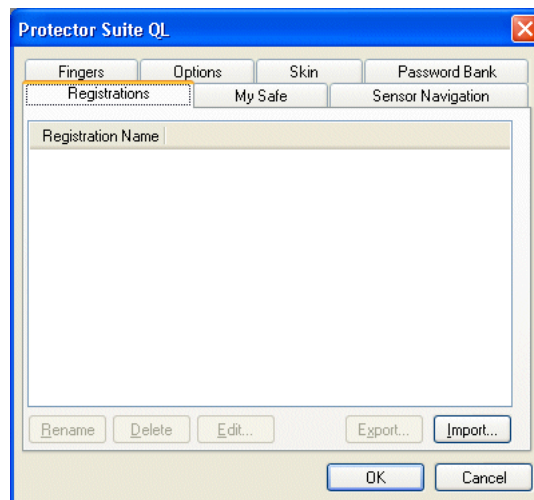 Protector Suite QL
Fingers Options Skin Password Bank
Registrations My Safe Sensor Navigation
Registration Name
Rename Delete Edit... Export... Import...
OK Cancel